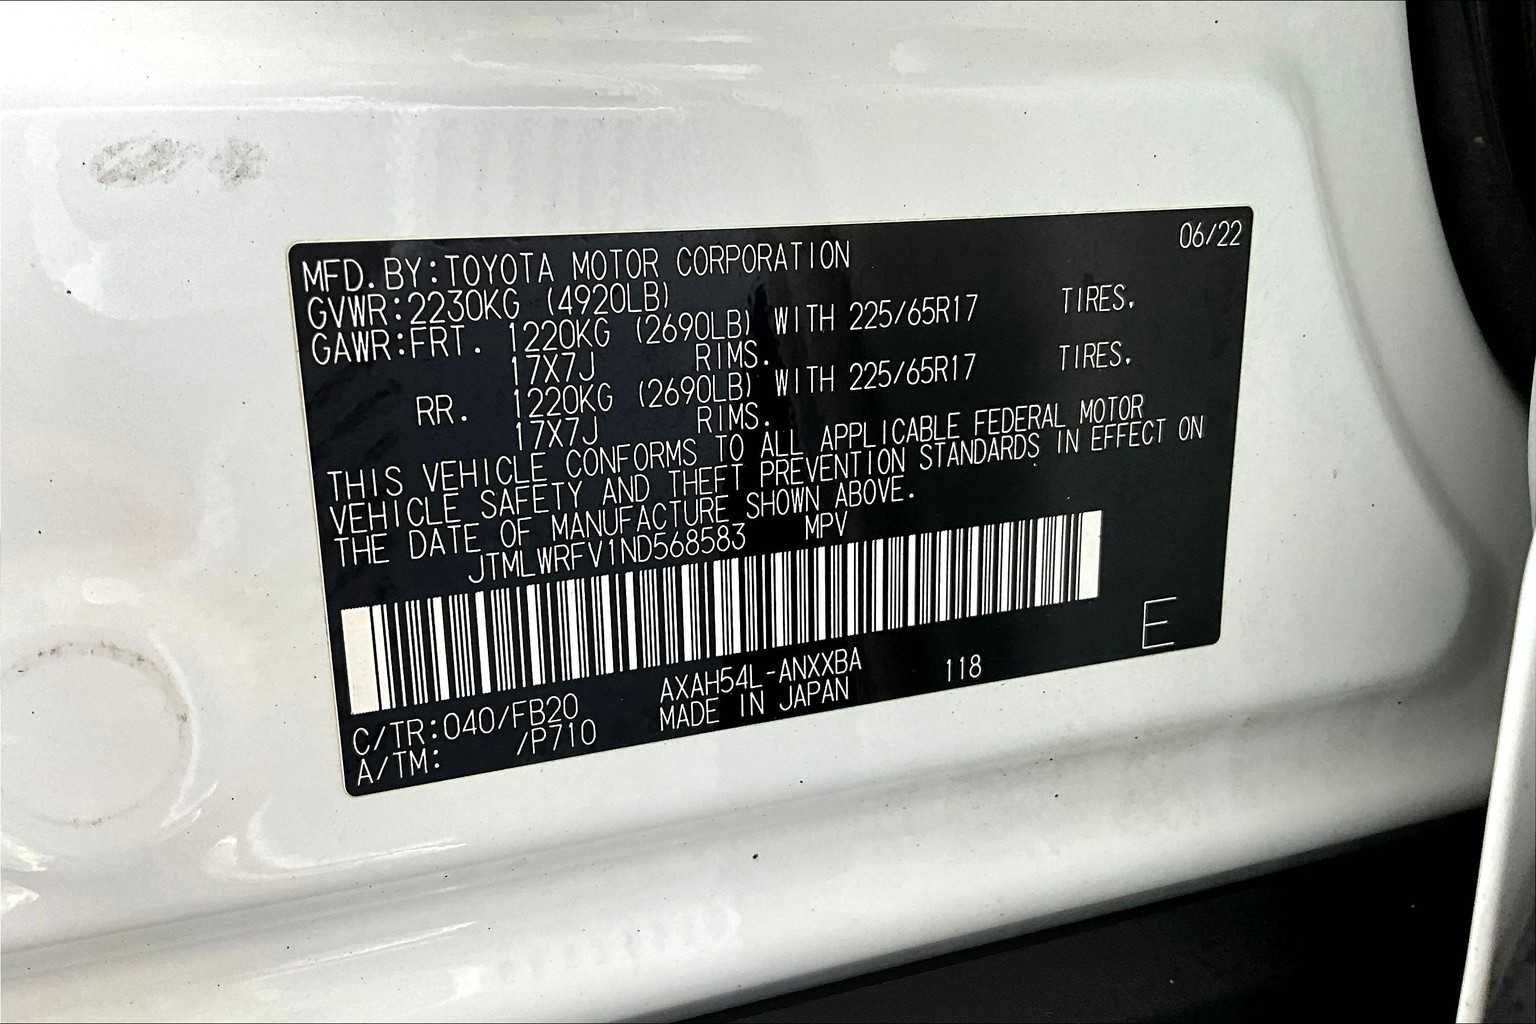 06/22
MFD. BY: TOYOTA MOTOR CORPORATION
GVWR: 2230KG (4920LB)
GAWR: FRT. 1220KG (2690LB) WITH 225/65R17 TIRES,
17X7J RIMS.
RR. 1220KG (2690LB) WITH 225/65R17 TIRES,
17X7J RIMS.
THIS VEHICLE CONFORMS TO ALL APPLICABLE FEDERAL MOTOR
VEHICLE SAFETY AND THEFT PREVENTION STANDARDS IN EFFECT ON
THE DATE OF MANUFACTURE SHOWN ABOVE.
JTMLWRFV1ND568583 MPV
E
C/TR: 040/FB20 AXAH54L-ANXXBA 118
A/TM: /P710 MADE IN JAPAN